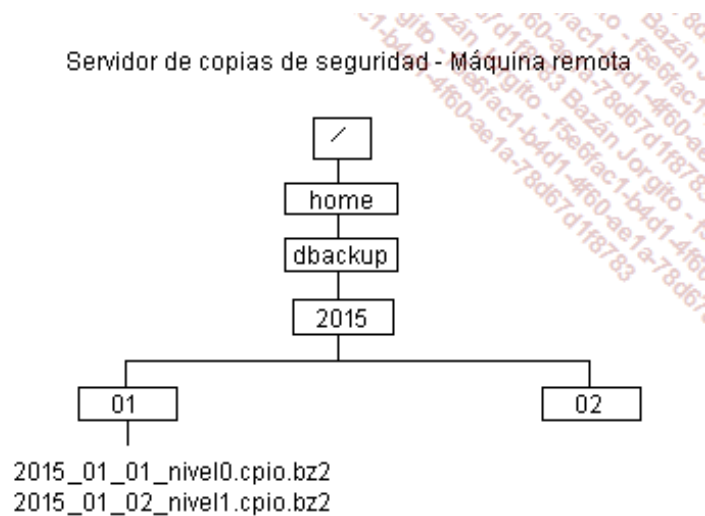 Servidor de copias de seguridad - Máquina remota
/
home
dbackup
2015
01
02
2015_01_01_nivel0.cpio.bz2
2015_01_02_nivel1.cpio.bz2